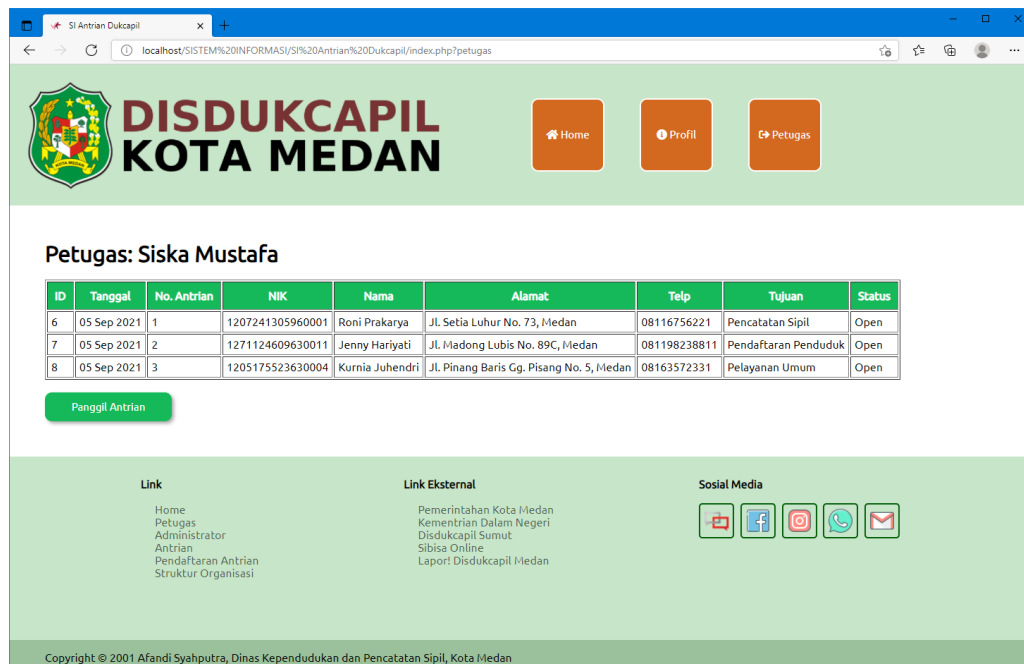 SI Antrian Dukcapil
localhost/SISTEM%20INFORMASI/SI%20Antrian%20Dukcapil/index.php?petugas
KOTA MEDAN
DISDUKCAPIL
KOTA MEDAN
Home
Profil
Petugas
Petugas: Siska Mustafa
ID Tanggal No. Antrian NIK Nama Alamat Telp Tujuan Status
6 05 Sep 2021 1 1207241305960001 Roni Prakarya Jl. Setia Luhur No. 73, Medan 08116756221 Pencatatan Sipil Open
7 05 Sep 2021 2 1271124609630011 Jenny Hariyati Jl. Madong Lubis No. 89C, Medan 081198238811 Pendaftaran Penduduk Open
8 05 Sep 2021 3 1205175523630004 Kurnia Juhendri Jl. Pinang Baris Gg. Pisang No. 5, Medan 08163572331 Pelayanan Umum Open
Panggil Antrian
Link
Home
Petugas
Administrator
Antrian
Pendaftaran Antrian
Struktur Organisasi
Link Eksternal
Pemerintahan Kota Medan
Kementrian Dalam Negeri
Disdukcapil Sumut
Sibisa Online
Lapor! Disdukcapil Medan
Sosial Media
Copyright © 2001 Afandi Syahputra, Dinas Kependudukan dan Pencatatan Sipil, Kota Medan